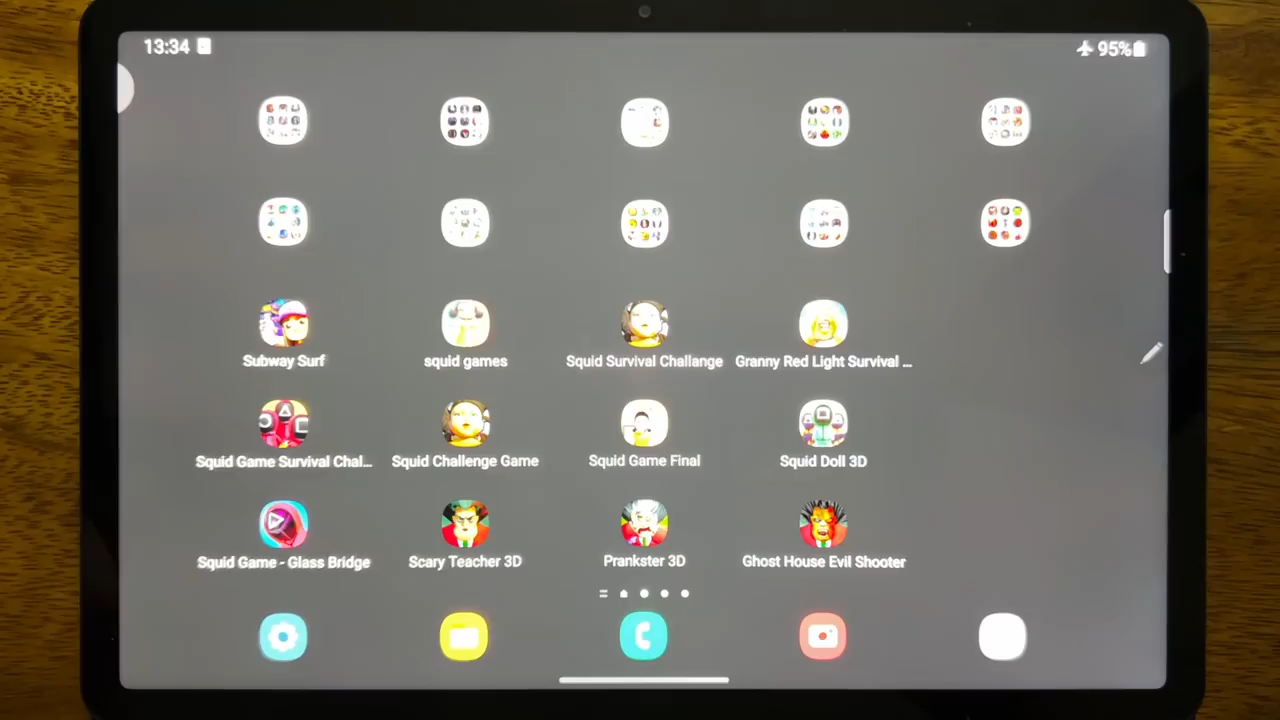 13:34
95%
Subway Surf
squid games
Squid Survival Challange
Granny Red Light Survival ...
Squid Game Survival Chal...
Squid Challenge Game
Squid Game Final
Squid Doll 3D
Squid Game - Glass Bridge
Scary Teacher 3D
Prankster 3D
Ghost House Evil Shooter